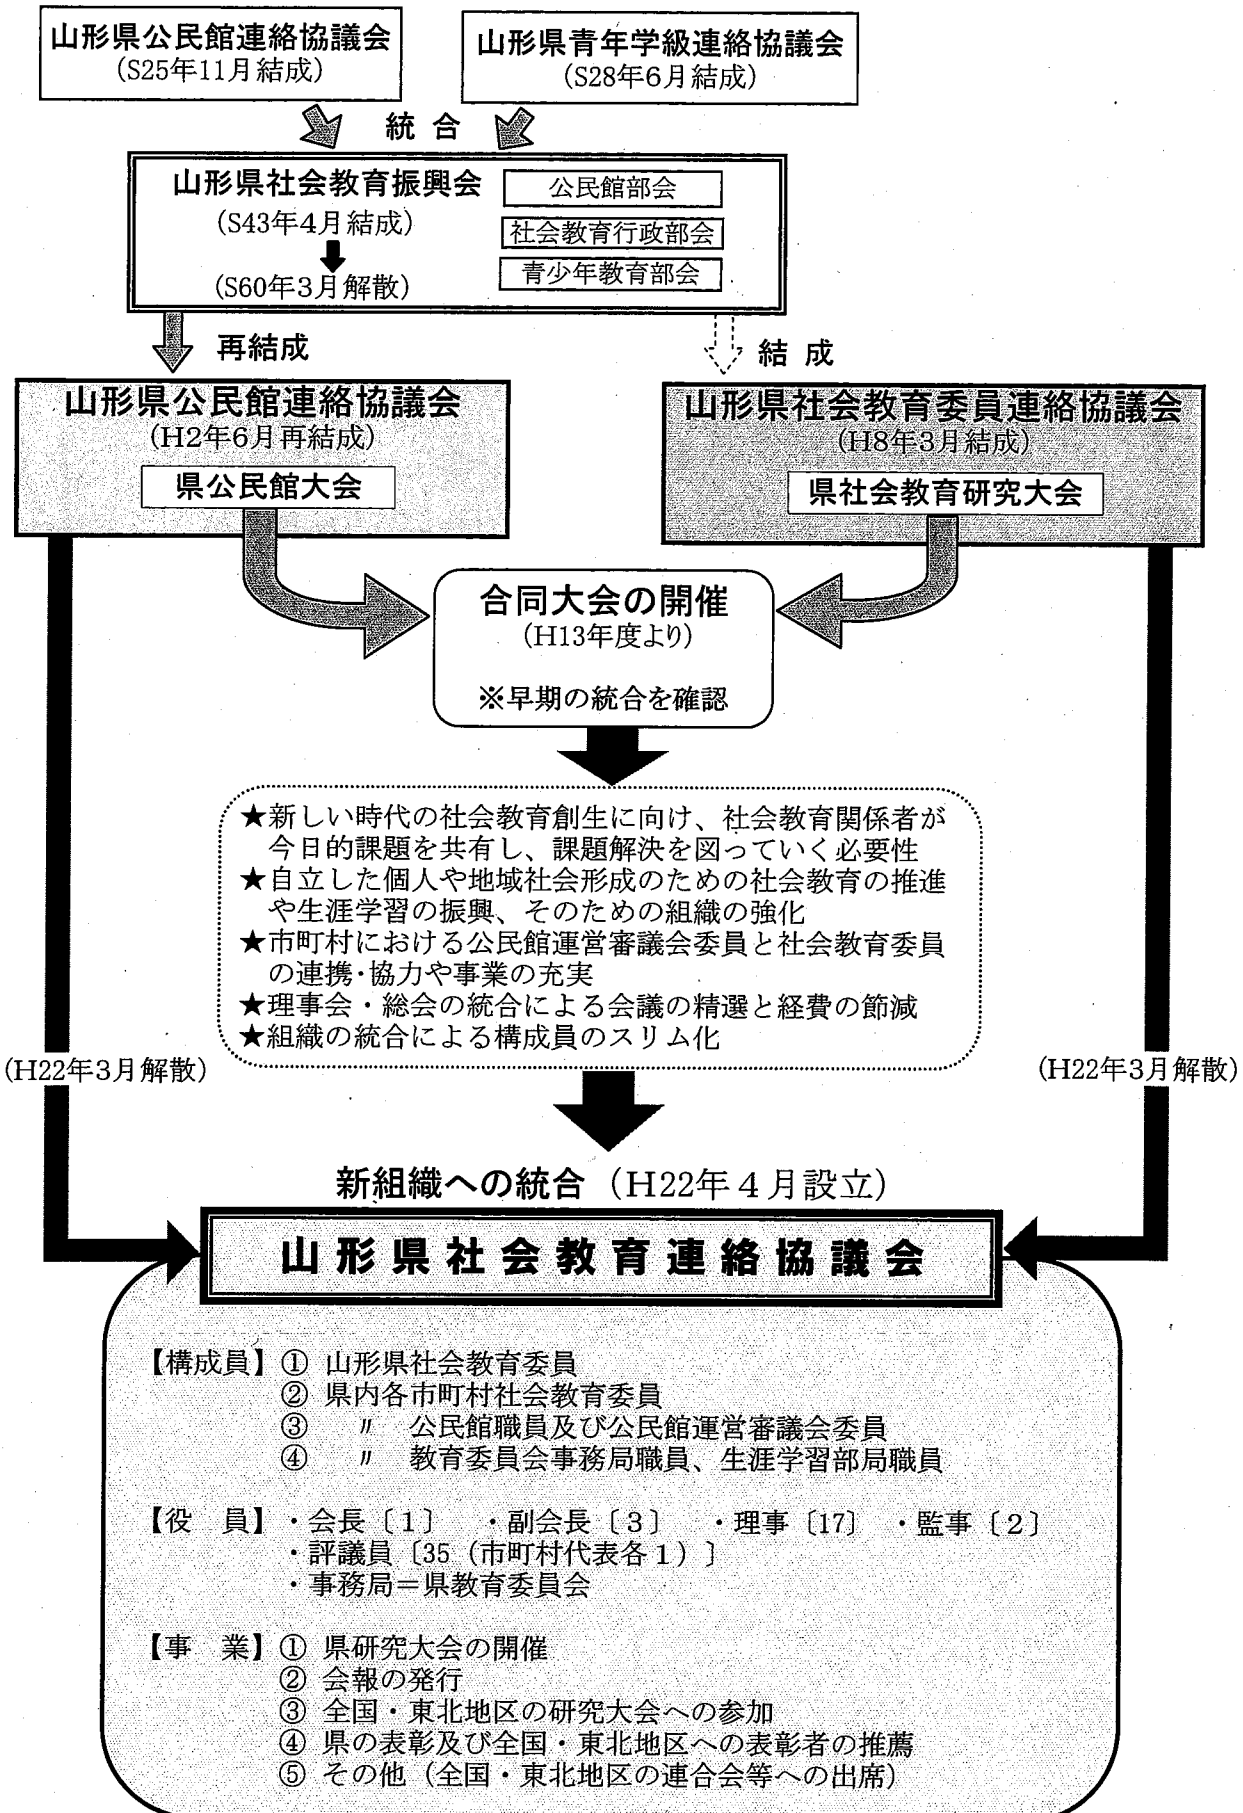 山形県公民館連絡協議会
(S25年11月結成)
山形県青年学級連絡協議会
(S28年6月結成)
統 合
山形県社会教育振興会
(S43年4月結成)
(S60年3月解散)
公民館部会
社会教育行政部会
青少年教育部会
再結成
結 成
山形県公民館連絡協議会
(H2年6月再結成)
県公民館大会
山形県社会教育委員連絡協議会
(H8年3月結成)
県社会教育研究大会
合同大会の開催
(H13年度より)
※早期の統合を確認
★新しい時代の社会教育創生に向け、社会教育関係者が
今日的課題を共有し、課題解決を図っていく必要性
★自立した個人や地域社会形成のための社会教育の推進
や生涯学習の振興、そのための組織の強化
★市町村における公民館運営審議会委員と社会教育委員
の連携・協力や事業の充実
★理事会・総会の統合による会議の精選と経費の節減
★組織の統合による構成員のスリム化
(H22年3月解散)
(H22年3月解散)
新組織への統合（H22年４月設立）
山形県社会教育連絡協議会
【構成員】① 山形県社会教育委員
② 県内各市町村社会教育委員
③ 〃 公民館職員及び公民館運営審議会委員
④ 〃 教育委員会事務局職員、生涯学習部局職員
【役 員】・会長〔１〕 ・副会長〔３〕 ・理事〔17〕 ・監事〔２〕
・評議員〔35（市町村代表各１）〕
・事務局＝県教育委員会
【事 業】① 県研究大会の開催
② 会報の発行
③ 全国・東北地区の研究大会への参加
④ 県の表彰及び全国・東北地区への表彰者の推薦
⑤ その他（全国・東北地区の連合会等への出席）